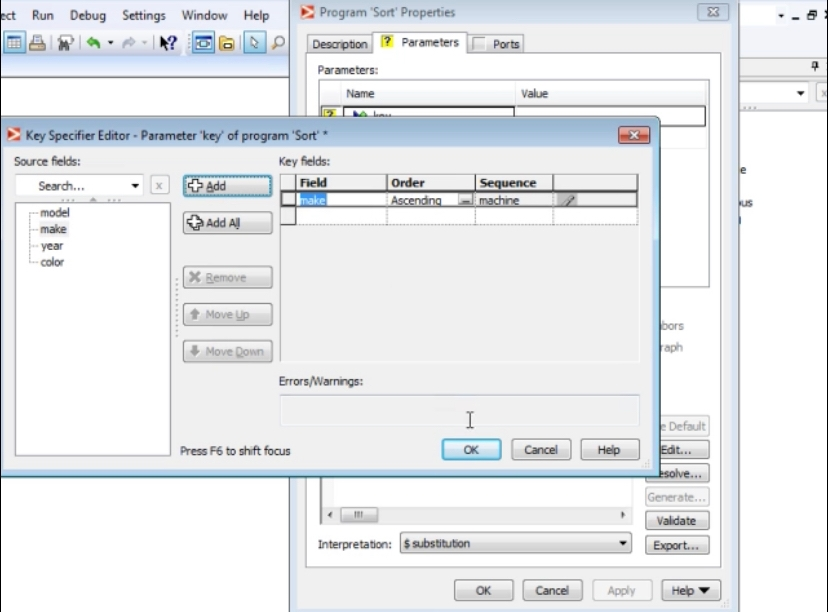 ect Run Debug Settings Window Help
Program 'Sort' Properties
Description
Parameters
Ports
Parameters:
Name Value
key
Key Specifier Editor - Parameter 'key' of program 'Sort' *
Source fields:
Search...
x
model
make
year
color
Add
Add All
Remove
Move Up
Move Down
Key fields:
Field Order Sequence
make Ascending machine
Errors/Warnings:
Press F6 to shift focus
OK Cancel Help
e
us
bors
raph
e Default
Edit...
esolve...
Generate...
Validate
Export...
Interpretation: $ substitution
OK Cancel Apply Help